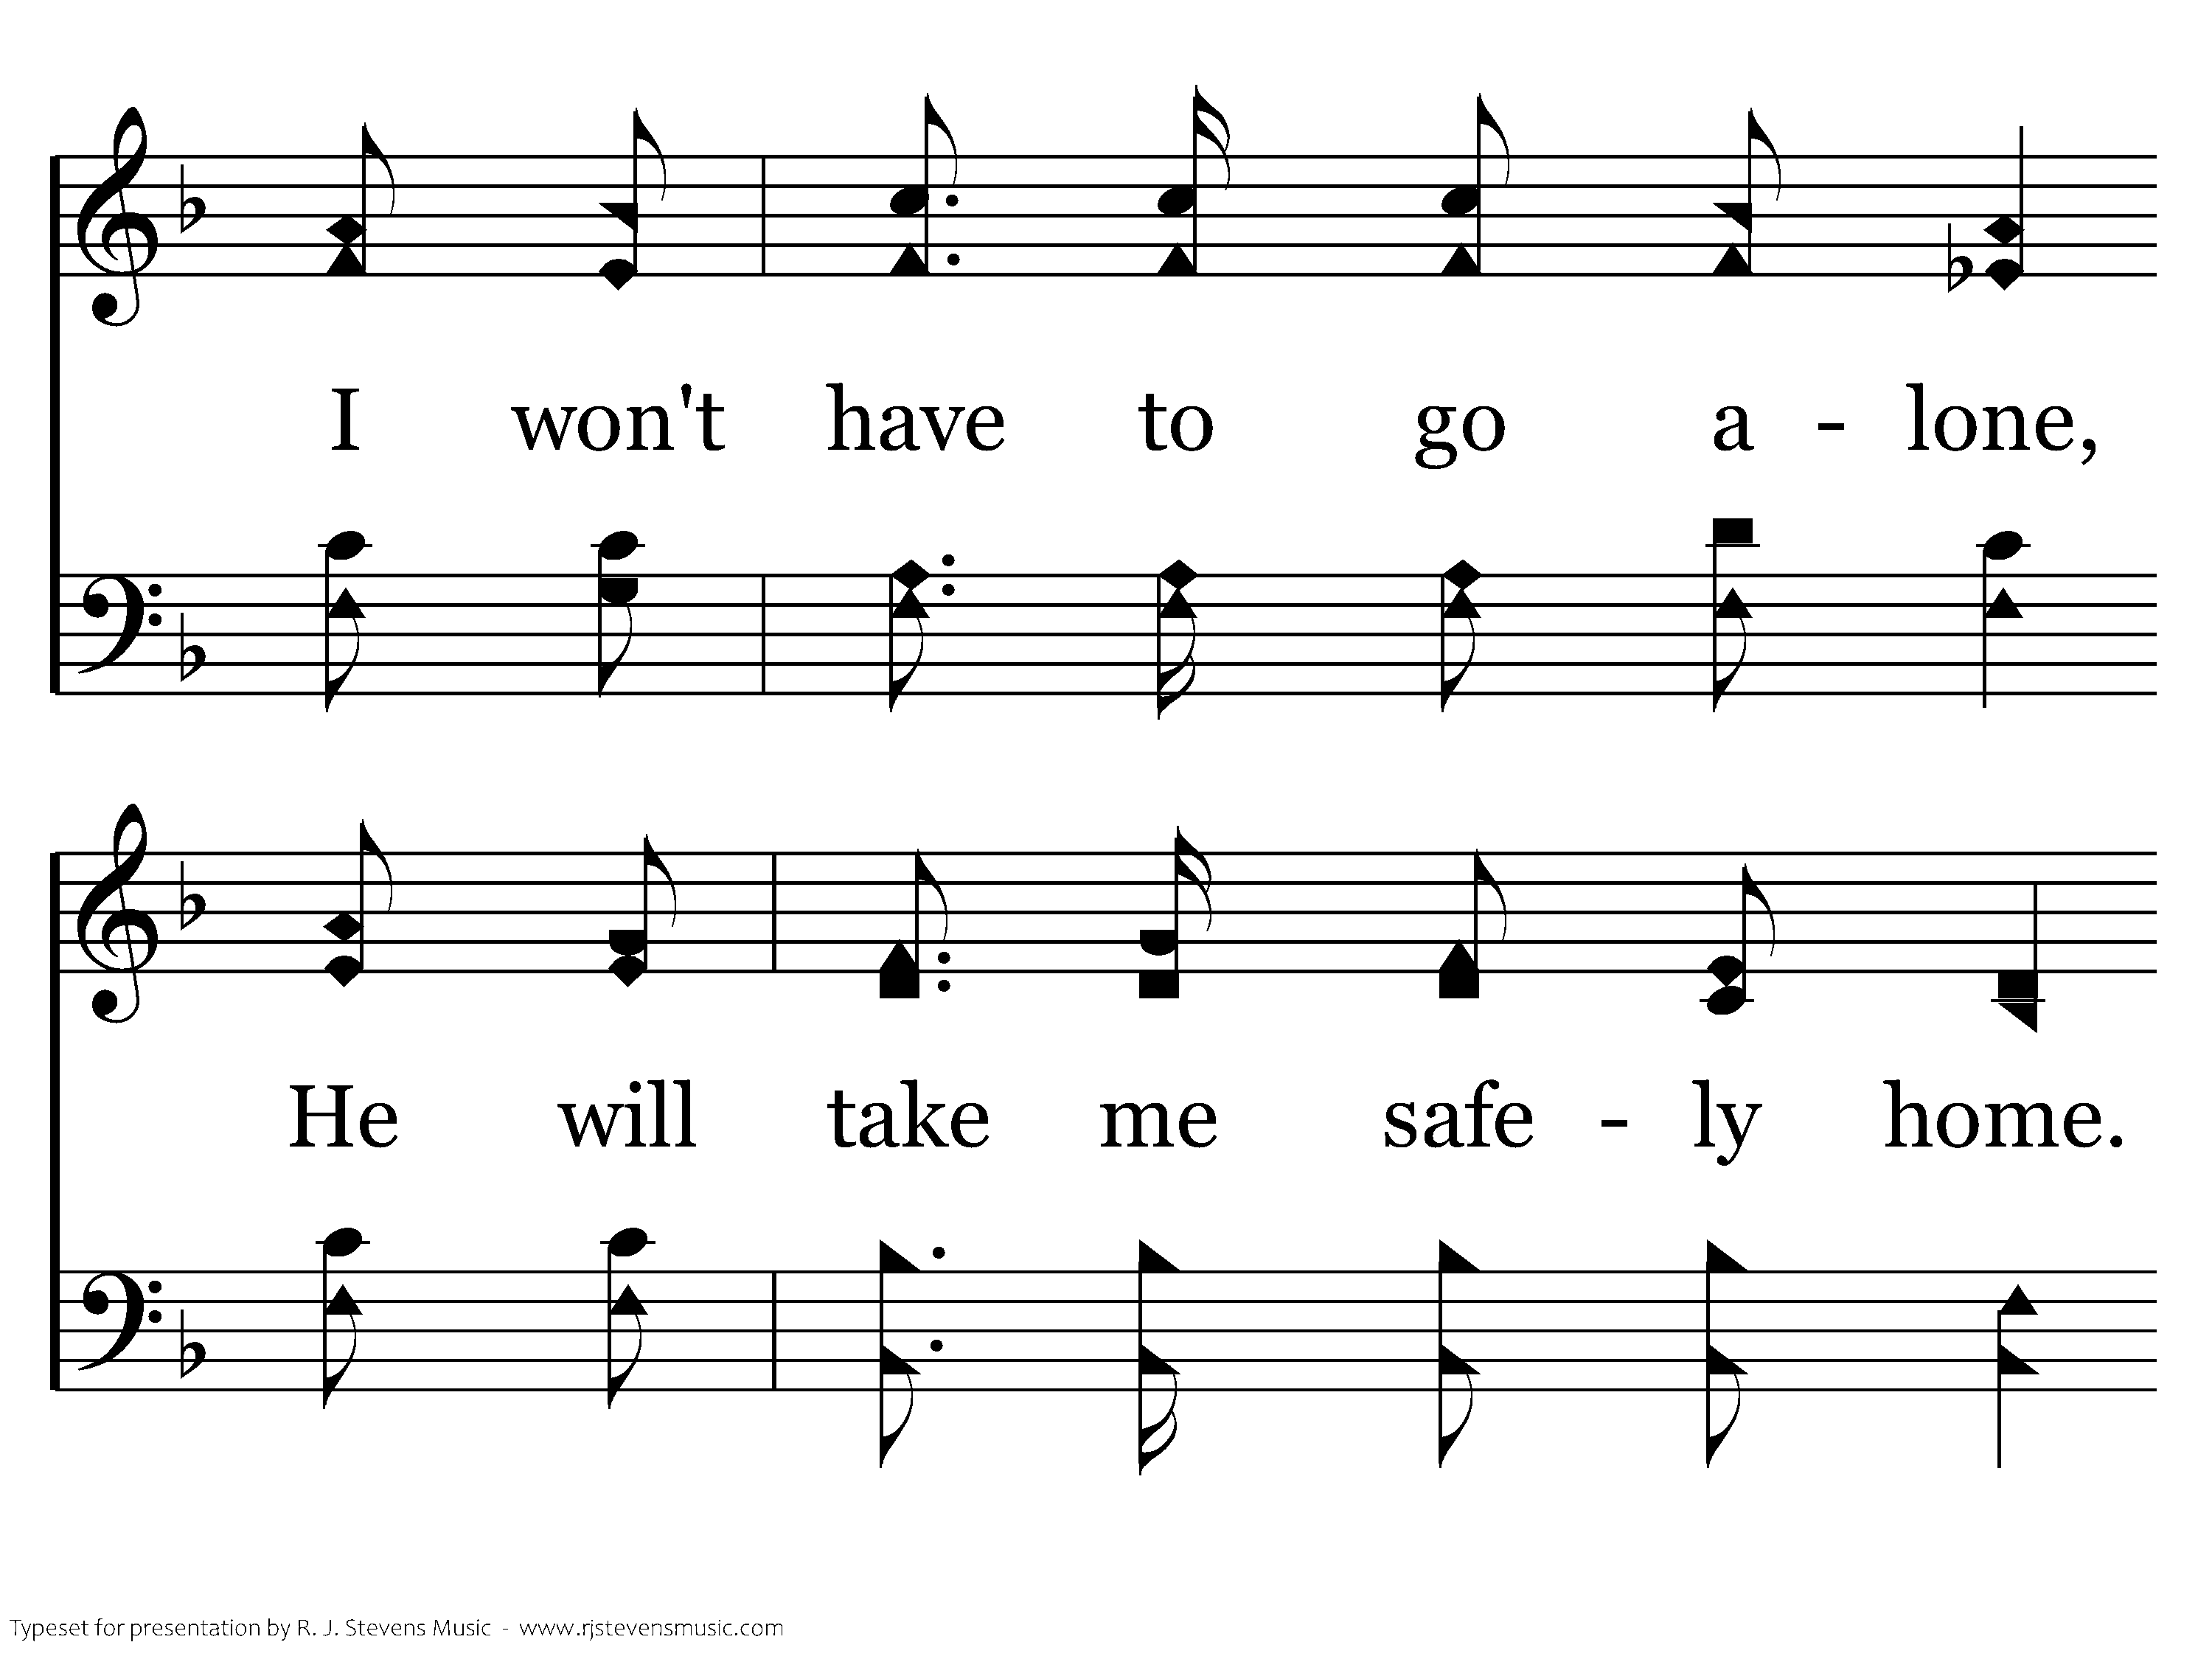 I won't have to go a - lone,
He will take me safe - ly home.
Typeset for presentation by R. J. Stevens Music - www.rjstevensmusic.com